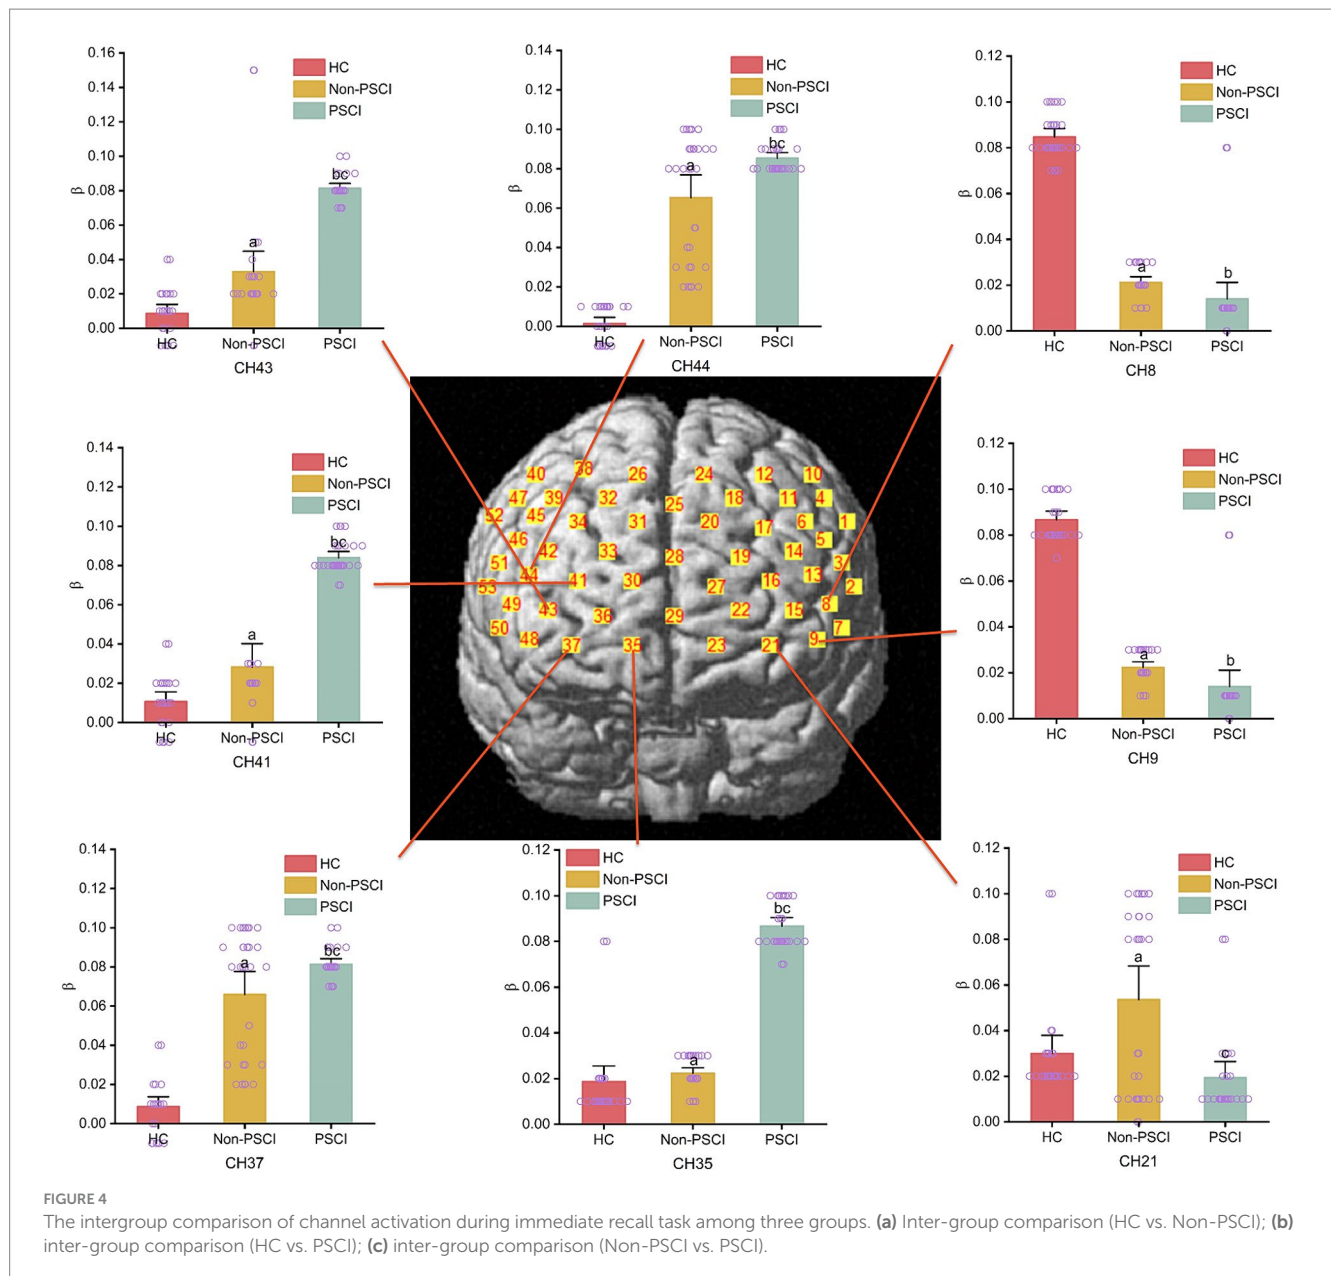 0.16
0.14
0.12
0.10
0.08
0.06
0.04
0.02
0.00
β
HC
Non-PSCI
PSCI
a
bc
HC Non-PSCI PSCI
CH43
0.14
0.12
0.10
0.08
0.06
0.04
0.02
0.00
β
HC
Non-PSCI
PSCI
a
bc
HC Non-PSCI PSCI
CH44
0.12
0.10
0.08
0.06
0.04
0.02
0.00
β
HC
Non-PSCI
PSCI
a
b
HC Non-PSCI PSCI
CH8
0.14
0.12
0.10
0.08
0.06
0.04
0.02
0.00
β
HC
Non-PSCI
PSCI
a
bc
HC Non-PSCI PSCI
CH41
40 38 26 24 12 10
47 39 32 25 18 11 4
52 45 34 31 20 17 6 1
46 42 33 28 19 14 5
51 44 41 30 27 16 13 3
53 49 43 36 29 22 15 8 2
50 48 37 35 23 21 9 7
0.12
0.10
0.08
0.06
0.04
0.02
0.00
β
HC
Non-PSCI
PSCI
a
b
HC Non-PSCI PSCI
CH9
0.14
0.12
0.10
0.08
0.06
0.04
0.02
0.00
β
HC
Non-PSCI
PSCI
a
bc
HC Non-PSCI PSCI
CH37
0.12
0.10
0.08
0.06
0.04
0.02
0.00
β
HC
Non-PSCI
PSCI
a
bc
HC Non-PSCI PSCI
CH35
0.12
0.10
0.08
0.06
0.04
0.02
0.00
β
HC
Non-PSCI
PSCI
a
c
HC Non-PSCI PSCI
CH21
FIGURE 4
The intergroup comparison of channel activation during immediate recall task among three groups. (a) Inter-group comparison (HC vs. Non-PSCI); (b)
inter-group comparison (HC vs. PSCI); (c) inter-group comparison (Non-PSCI vs. PSCI).